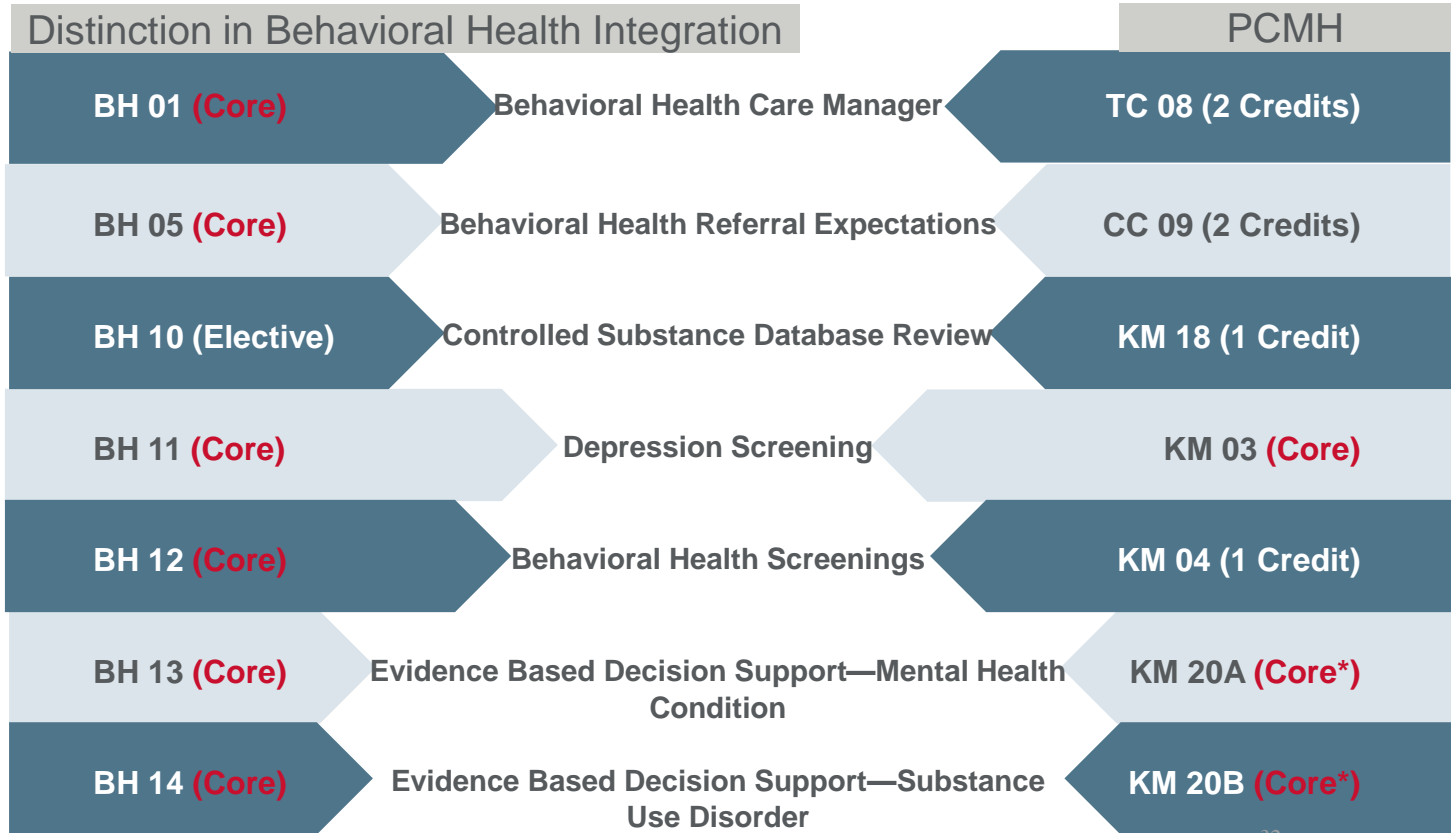 Distinction in Behavioral Health Integration
PCMH
BH 01 (Core)
Behavioral Health Care Manager
TC 08 (2 Credits)
BH 05 (Core)
Behavioral Health Referral Expectations
CC 09 (2 Credits)
BH 10 (Elective)
Controlled Substance Database Review
KM 18 (1 Credit)
BH 11 (Core)
Depression Screening
KM 03 (Core)
BH 12 (Core)
Behavioral Health Screenings
KM 04 (1 Credit)
BH 13 (Core)
Evidence Based Decision Support—Mental Health
Condition
KM 20A (Core*)
BH 14 (Core)
Evidence Based Decision Support—Substance
Use Disorder
KM 20B (Core*)